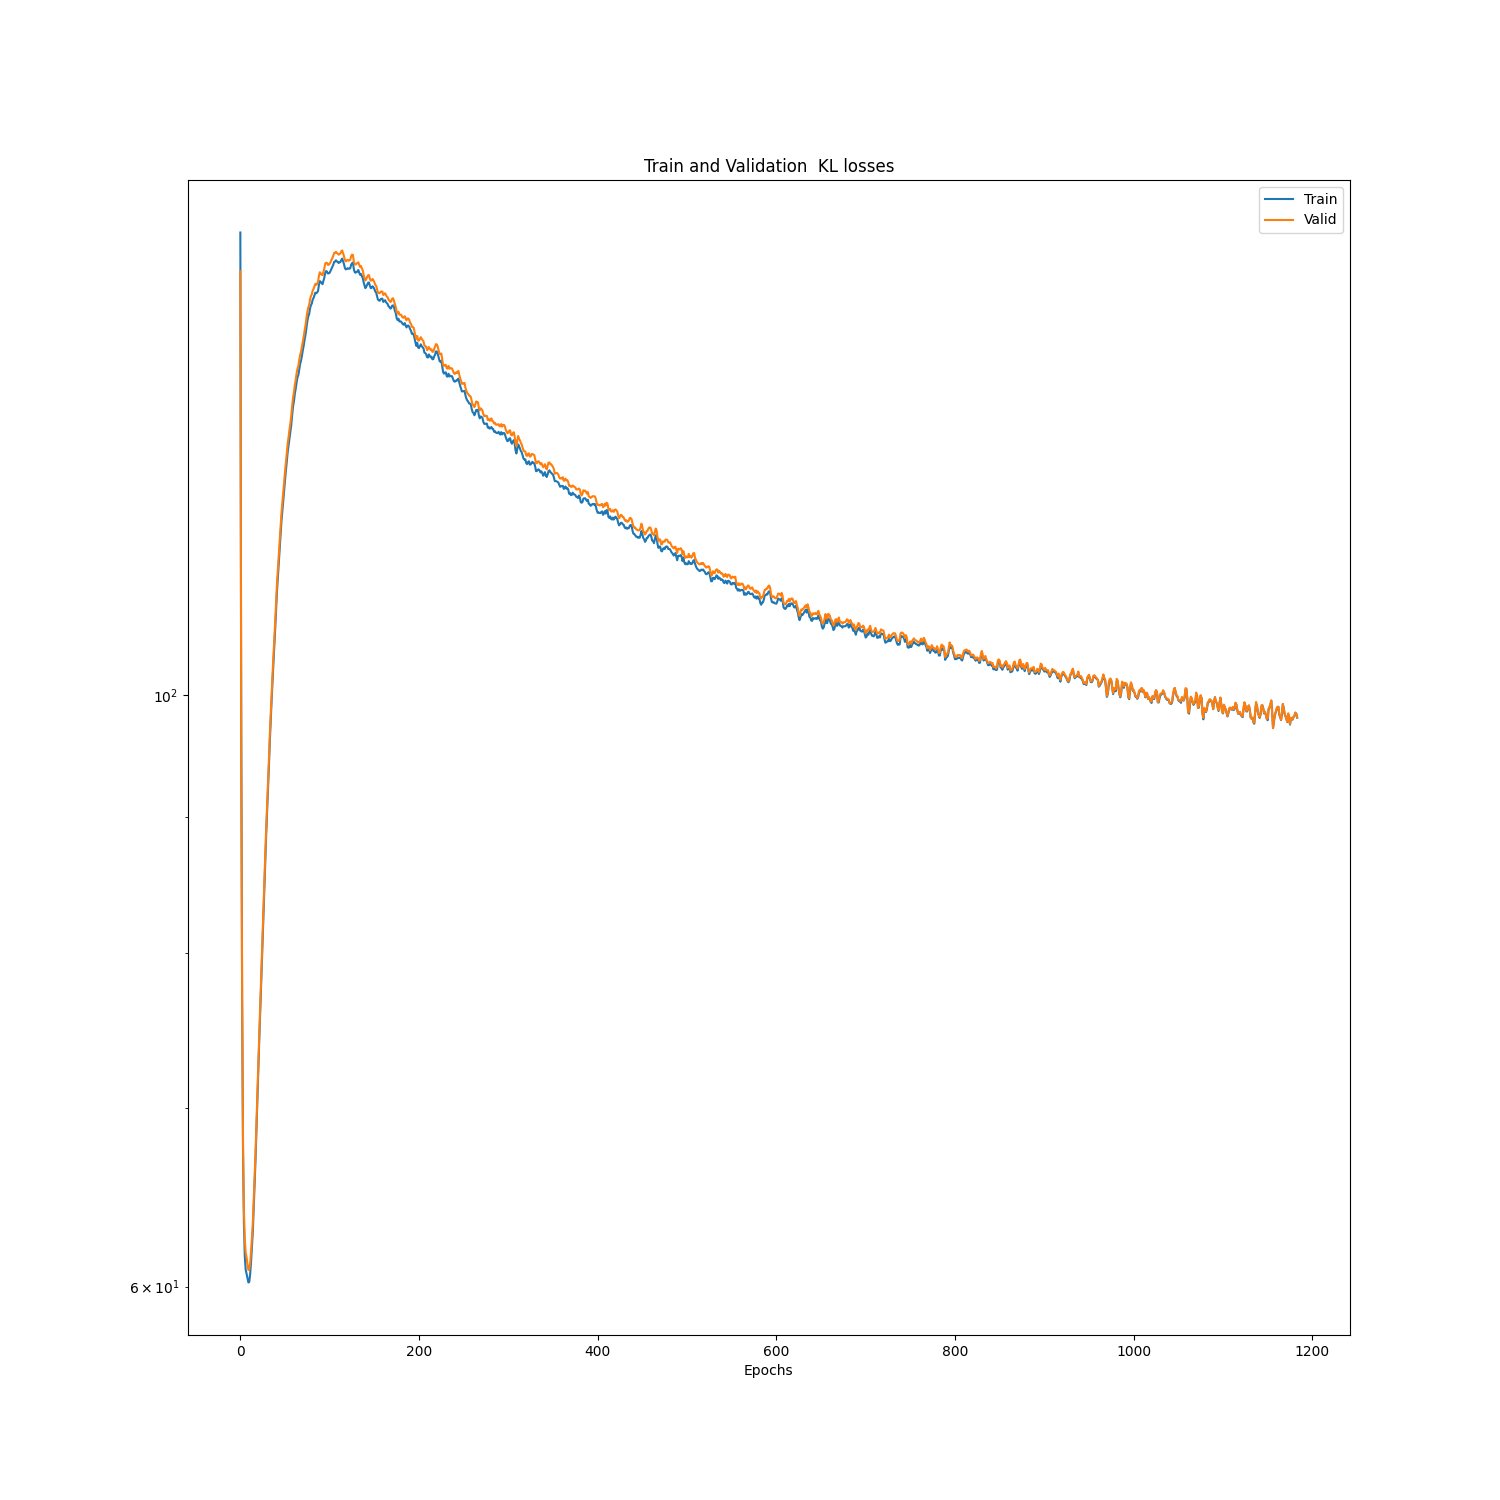 Train and Validation  KL losses
Train
Valid
10²
6 × 10¹
0 200 400 600 800 1000 1200
Epochs